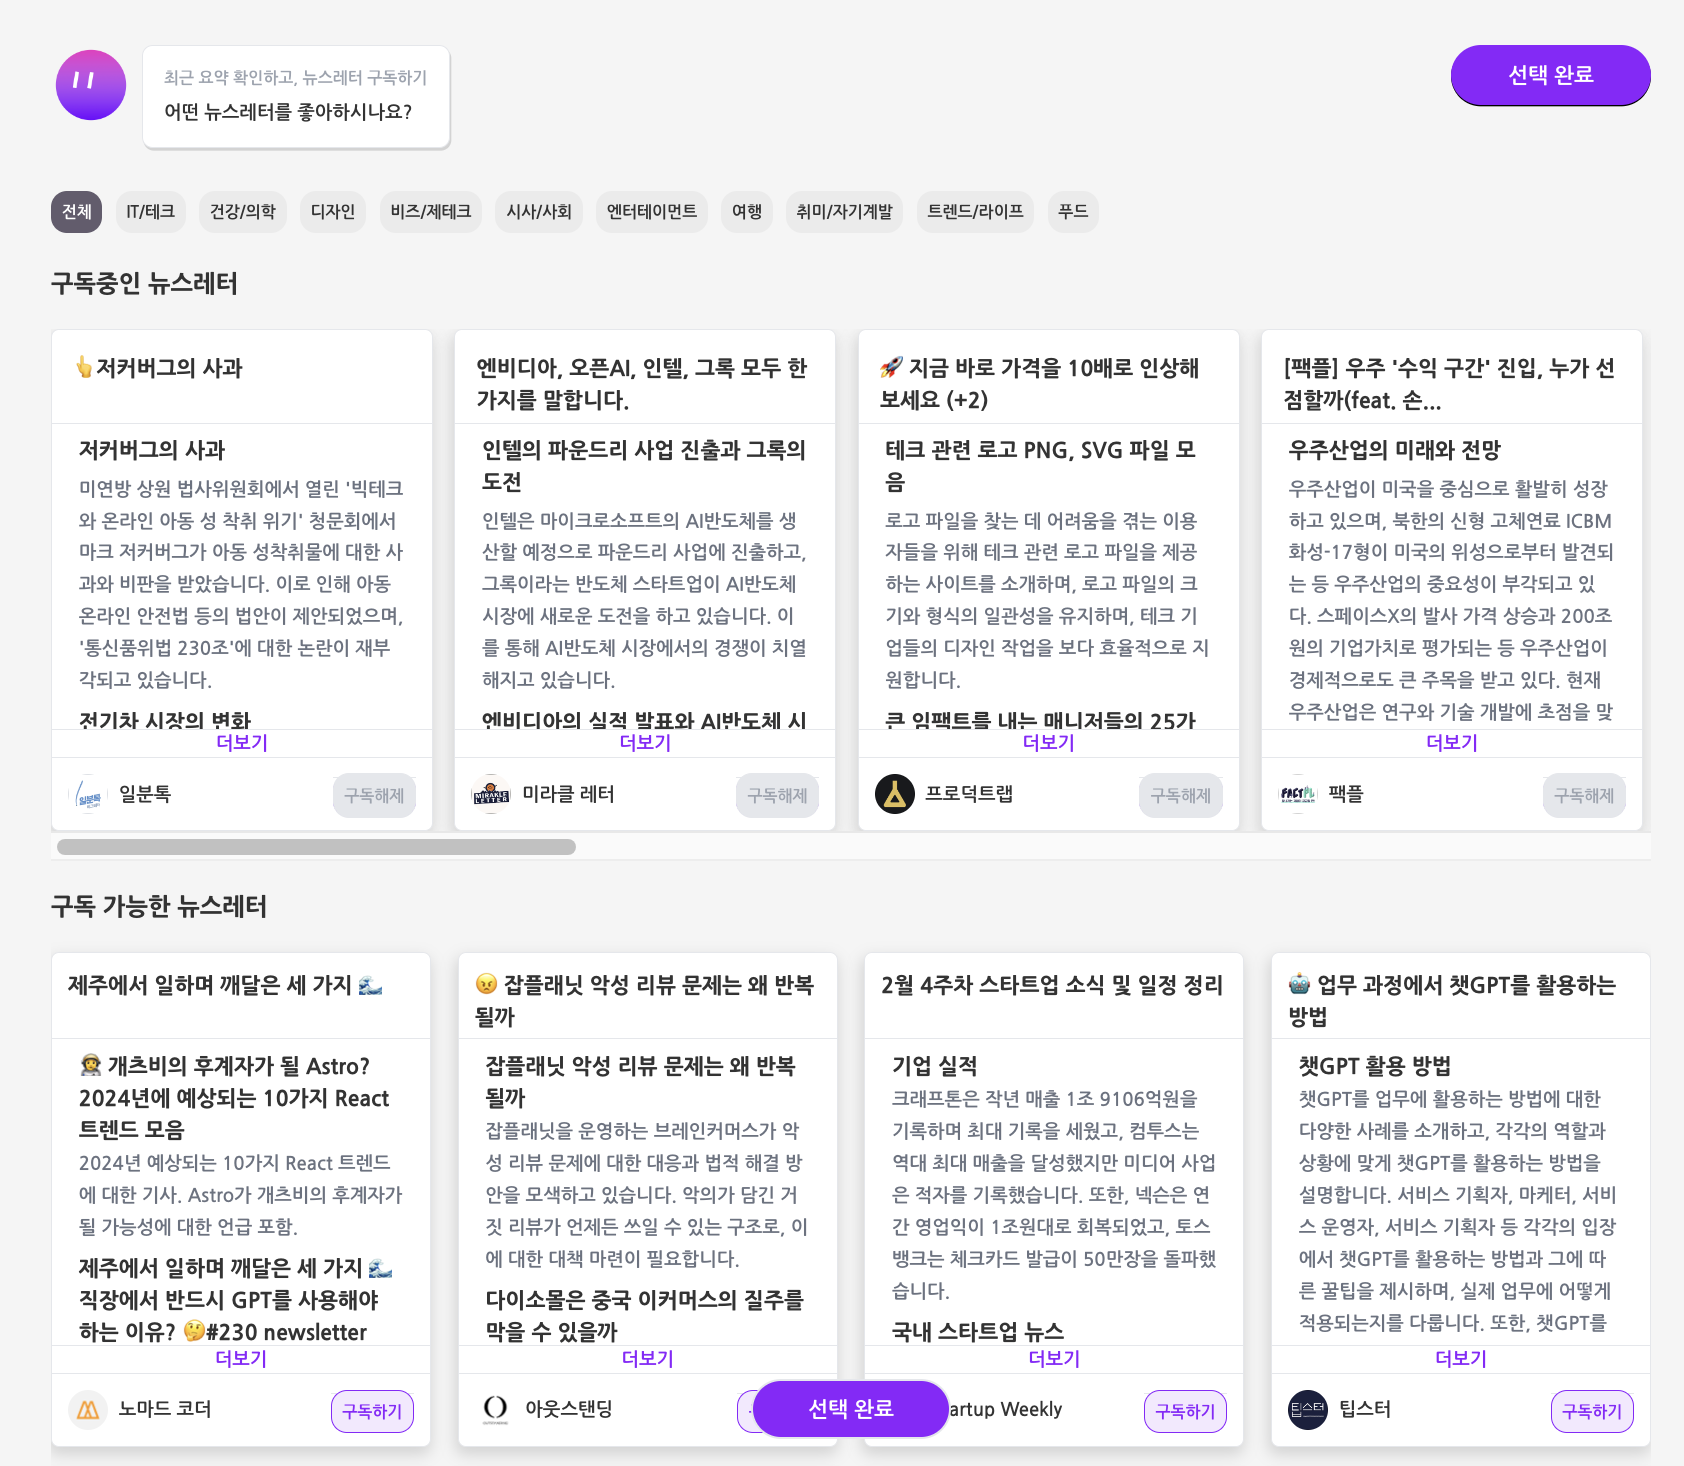 최근 요약 확인하고, 뉴스레터 구독하기
어떤 뉴스레터를 좋아하시나요?
선택 완료
전체
IT/테크
건강/의학
디자인
비즈/제테크
시사/사회
엔터테이먼트
여행
취미/자기계발
트렌드/라이프
푸드
구독중인 뉴스레터
👆저커버그의 사과
저커버그의 사과
미연방 상원 법사위원회에서 열린 '빅테크
와 온라인 아동 성 착취 위기' 청문회에서
마크 저커버그가 아동 성착취물에 대한 사
과와 비판을 받았습니다. 이로 인해 아동
온라인 안전법 등의 법안이 제안되었으며,
'통신품위법 230조'에 대한 논란이 재부
각되고 있습니다.
전기차 시장의 변화
더보기
일분톡
구독해제
엔비디아, 오픈AI, 인텔, 그록 모두 한
가지를 말합니다.
인텔의 파운드리 사업 진출과 그록의
도전
인텔은 마이크로소프트의 AI반도체를 생
산할 예정으로 파운드리 사업에 진출하고,
그록이라는 반도체 스타트업이 AI반도체
시장에 새로운 도전을 하고 있습니다. 이
를 통해 AI반도체 시장에서의 경쟁이 치열
해지고 있습니다.
엔비디아의 실적 발표와 AI반도체 시
더보기
MIRAKLE
LETTER
미라클 레터
구독해제
🚀 지금 바로 가격을 10배로 인상해
보세요 (+2)
테크 관련 로고 PNG, SVG 파일 모
음
로고 파일을 찾는 데 어려움을 겪는 이용
자들을 위해 테크 관련 로고 파일을 제공
하는 사이트를 소개하며, 로고 파일의 크
기와 형식의 일관성을 유지하며, 테크 기
업들의 디자인 작업을 보다 효율적으로 지
원합니다.
큰 임팩트를 내는 매니저들의 25가
더보기
프로덕트랩
구독해제
[팩플] 우주 '수익 구간' 진입, 누가 선
점할까(feat. 손...
우주산업의 미래와 전망
우주산업이 미국을 중심으로 활발히 성장
하고 있으며, 북한의 신형 고체연료 ICBM
화성-17형이 미국의 위성으로부터 발견되
는 등 우주산업의 중요성이 부각되고 있
다. 스페이스X의 발사 가격 상승과 200조
원의 기업가치로 평가되는 등 우주산업이
경제적으로도 큰 주목을 받고 있다. 현재
우주산업은 연구와 기술 개발에 초점을 맞
더보기
FACTPL
팩플
구독해제
구독 가능한 뉴스레터
제주에서 일하며 깨달은 세 가지 🌊
👩‍🚀 개츠비의 후계자가 될 Astro?
2024년에 예상되는 10가지 React
트렌드 모음
2024년 예상되는 10가지 React 트렌드
에 대한 기사. Astro가 개츠비의 후계자가
될 가능성에 대한 언급 포함.
제주에서 일하며 깨달은 세 가지 🌊
직장에서 반드시 GPT를 사용해야
하는 이유? 🤔#230 newsletter
더보기
노마드 코더
구독하기
😠 잡플래닛 악성 리뷰 문제는 왜 반복
될까
잡플래닛 악성 리뷰 문제는 왜 반복
될까
잡플래닛을 운영하는 브레인커머스가 악
성 리뷰 문제에 대한 대응과 법적 해결 방
안을 모색하고 있습니다. 악의가 담긴 거
짓 리뷰가 언제든 쓰일 수 있는 구조로, 이
에 대한 대책 마련이 필요합니다.
다이소몰은 중국 이커머스의 질주를
막을 수 있을까
더보기
아웃스탠딩
선택 완료
2월 4주차 스타트업 소식 및 일정 정리
기업 실적
크래프톤은 작년 매출 1조 9106억원을
기록하며 최대 기록을 세웠고, 컴투스는
역대 최대 매출을 달성했지만 미디어 사업
은 적자를 기록했습니다. 또한, 넥슨은 연
간 영업익이 1조원대로 회복되었고, 토스
뱅크는 체크카드 발급이 50만장을 돌파했
습니다.
국내 스타트업 뉴스
더보기
artup Weekly
구독하기
🤖 업무 과정에서 챗GPT를 활용하는
방법
챗GPT 활용 방법
챗GPT를 업무에 활용하는 방법에 대한
다양한 사례를 소개하고, 각각의 역할과
상황에 맞게 챗GPT를 활용하는 방법을
설명합니다. 서비스 기획자, 마케터, 서비
스 운영자, 서비스 기획자 등 각각의 입장
에서 챗GPT를 활용하는 방법과 그에 따
른 꿀팁을 제시하며, 실제 업무에 어떻게
적용되는지를 다룹니다. 또한, 챗GPT를
더보기
팁스터
팁스터
구독하기